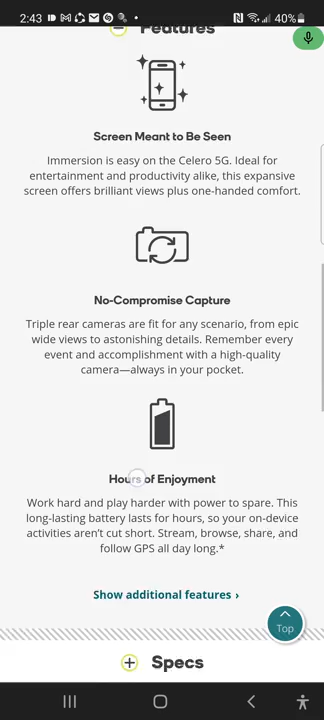 2:43
40%
Features
Screen Meant to Be Seen
Immersion is easy on the Celero 5G. Ideal for
entertainment and productivity alike, this expansive
screen offers brilliant views plus one-handed comfort.
No-Compromise Capture
Triple rear cameras are fit for any scenario, from epic
wide views to astonishing details. Remember every
event and accomplishment with a high-quality
camera—always in your pocket.
Hours of Enjoyment
Work hard and play harder with power to spare. This
long-lasting battery lasts for hours, so your on-device
activities aren't cut short. Stream, browse, share, and
follow GPS all day long.*
Show additional features ›
Top
Specs